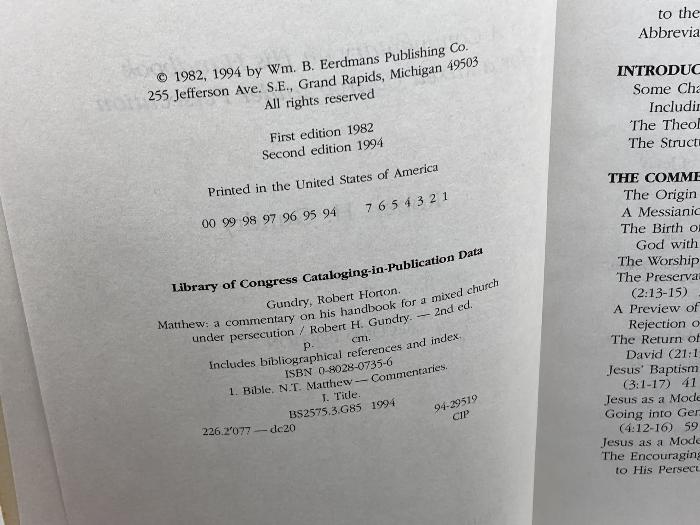 © 1982, 1994 by Wm. B. Eerdmans Publishing Co.
255 Jefferson Ave. S.E., Grand Rapids, Michigan 49503
All rights reserved
First edition 1982
Second edition 1994
Printed in the United States of America
00 99 98 97 96 95 94 7 6 5 4 3 2 1
Library of Congress Cataloging-in-Publication Data
Gundry, Robert Horton.
Matthew: a commentary on his handbook for a mixed church
under persecution / Robert H. Gundry. — 2nd ed.
p. cm.
Includes bibliographical references and index.
ISBN 0-8028-0735-6
1. Bible. N.T. Matthew — Commentaries.
I. Title.
BS2575.3.G85 1994 94-29519
226.2'077 — dc20 CIP
to the
Abbrevia
INTRODUC
Some Cha
Includin
The Theol
The Struct
THE COMME
The Origin
A Messianic
The Birth o
God with
The Worship
The Preserva
(2:13-15)
A Preview of
Rejection o
The Return of
David (21:1
Jesus' Baptism
(3:1-17) 41
Jesus as a Mode
Going into Gen
(4:12-16) 59
Jesus as a Mode
The Encouraging
to His Persecu